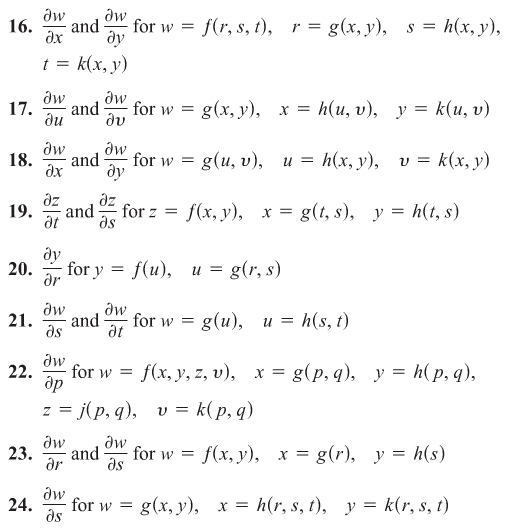 16. ∂w/∂x and ∂w/∂y for w = f(r, s, t), r = g(x, y), s = h(x, y),
t = k(x, y)
17. ∂w/∂u and ∂w/∂v for w = g(x, y), x = h(u, v), y = k(u, v)
18. ∂w/∂x and ∂w/∂y for w = g(u, v), u = h(x, y), v = k(x, y)
19. ∂z/∂t and ∂z/∂s for z = f(x, y), x = g(t, s), y = h(t, s)
20. ∂y/∂r for y = f(u), u = g(r, s)
21. ∂w/∂s and ∂w/∂t for w = g(u), u = h(s, t)
22. ∂w/∂p for w = f(x, y, z, v), x = g(p, q), y = h(p, q),
z = j(p, q), v = k(p, q)
23. ∂w/∂r and ∂w/∂s for w = f(x, y), x = g(r), y = h(s)
24. ∂w/∂s for w = g(x, y), x = h(r, s, t), y = k(r, s, t)